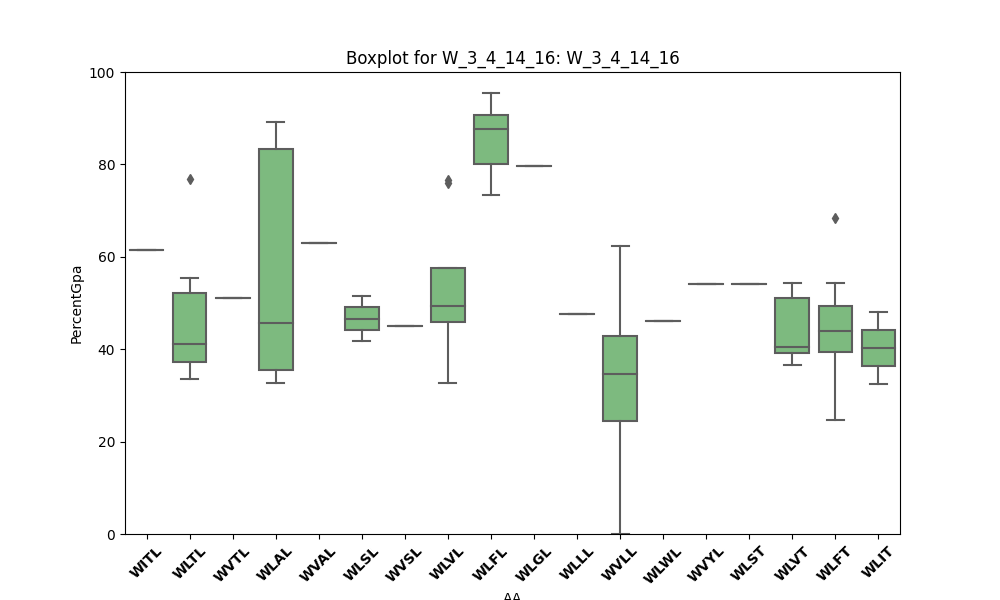 Boxplot for W_3_4_14_16: W_3_4_14_16
100
80
60
40
20
0
PercentGpa
WITL WLTL WVTL WLAL WVAL WLSL WVSL WLVL WLFL WLGL WLLL WVLL WLWL WVYL WLST WLVT WLFT WLIT
AA